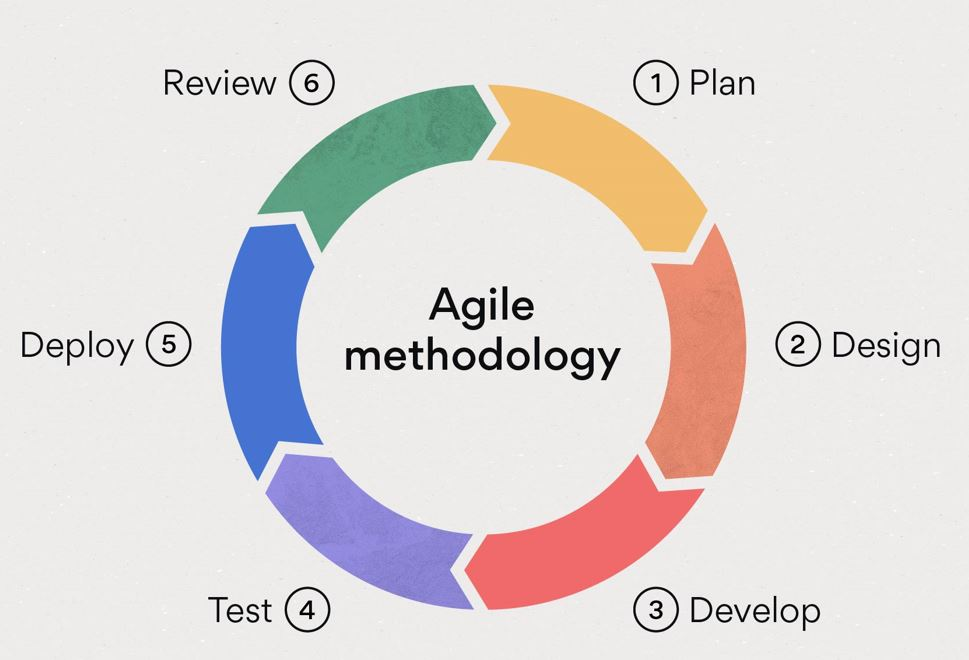 Agile
methodology
1 Plan
2 Design
3 Develop
4 Test
5 Deploy
6 Review